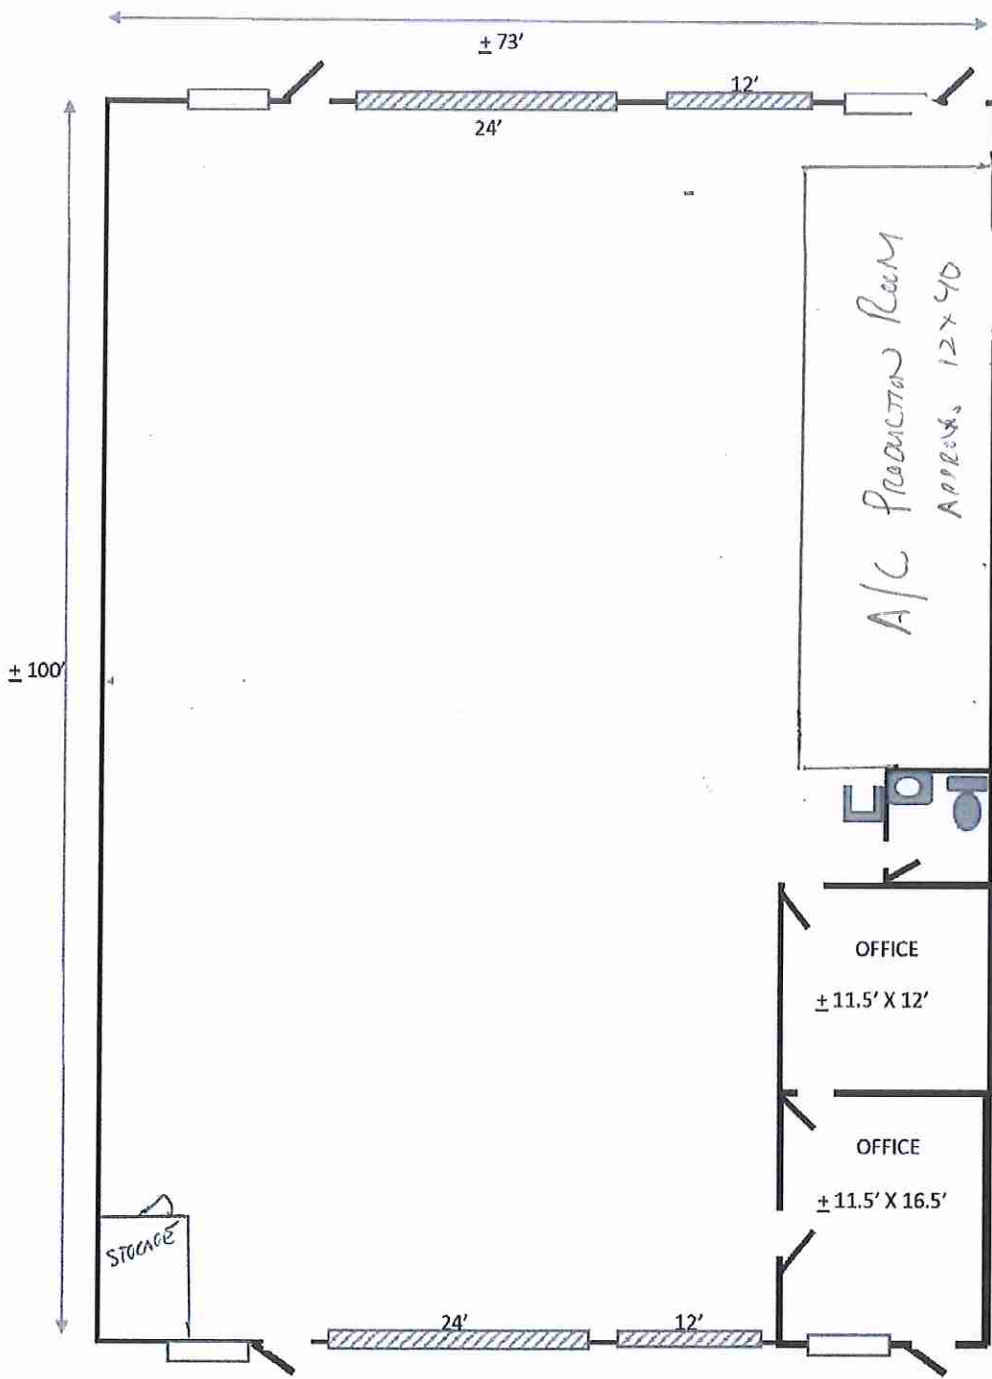 ± 73'
12'
24'
A/C PRODUCTION ROOM
APPROX. 12 x 40
± 100'
OFFICE
± 11.5' X 12'
OFFICE
± 11.5' X 16.5'
STORAGE
24'
12'